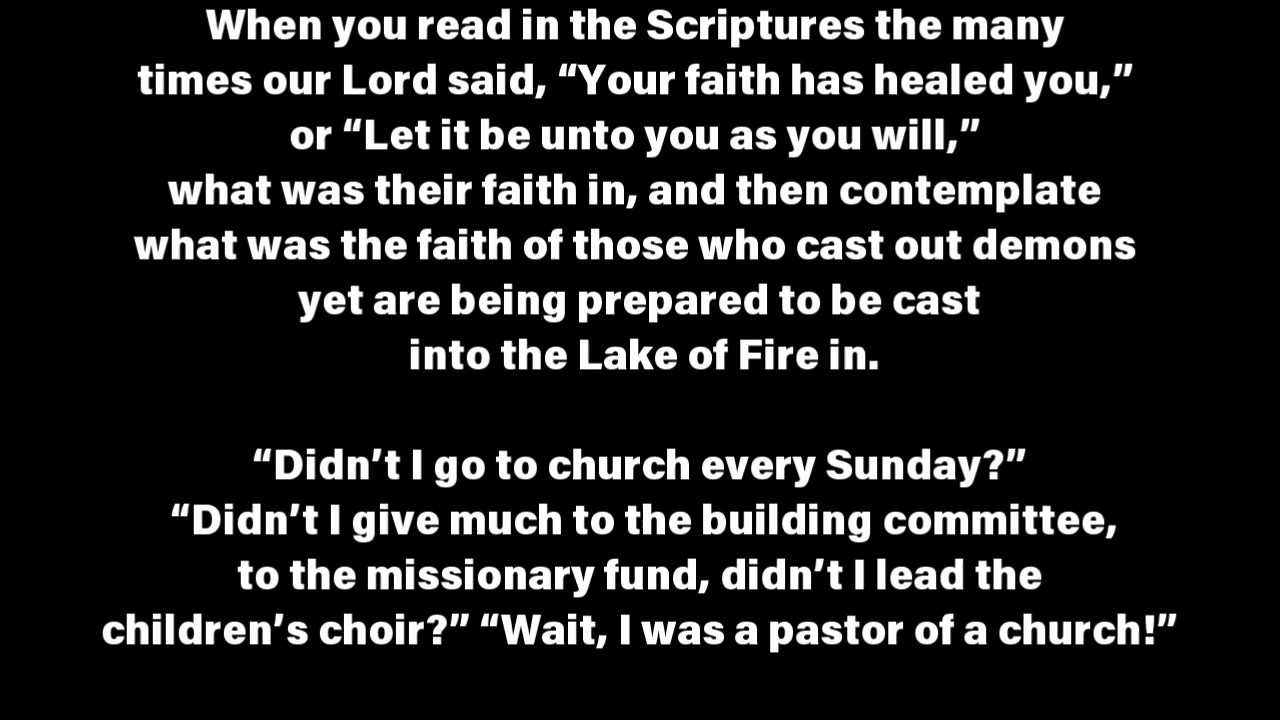 When you read in the Scriptures the many
times our Lord said, “Your faith has healed you,”
or “Let it be unto you as you will,”
what was their faith in, and then contemplate
what was the faith of those who cast out demons
yet are being prepared to be cast
into the Lake of Fire in.
“Didn’t I go to church every Sunday?”
“Didn’t I give much to the building committee,
to the missionary fund, didn’t I lead the
children’s choir?” “Wait, I was a pastor of a church!”